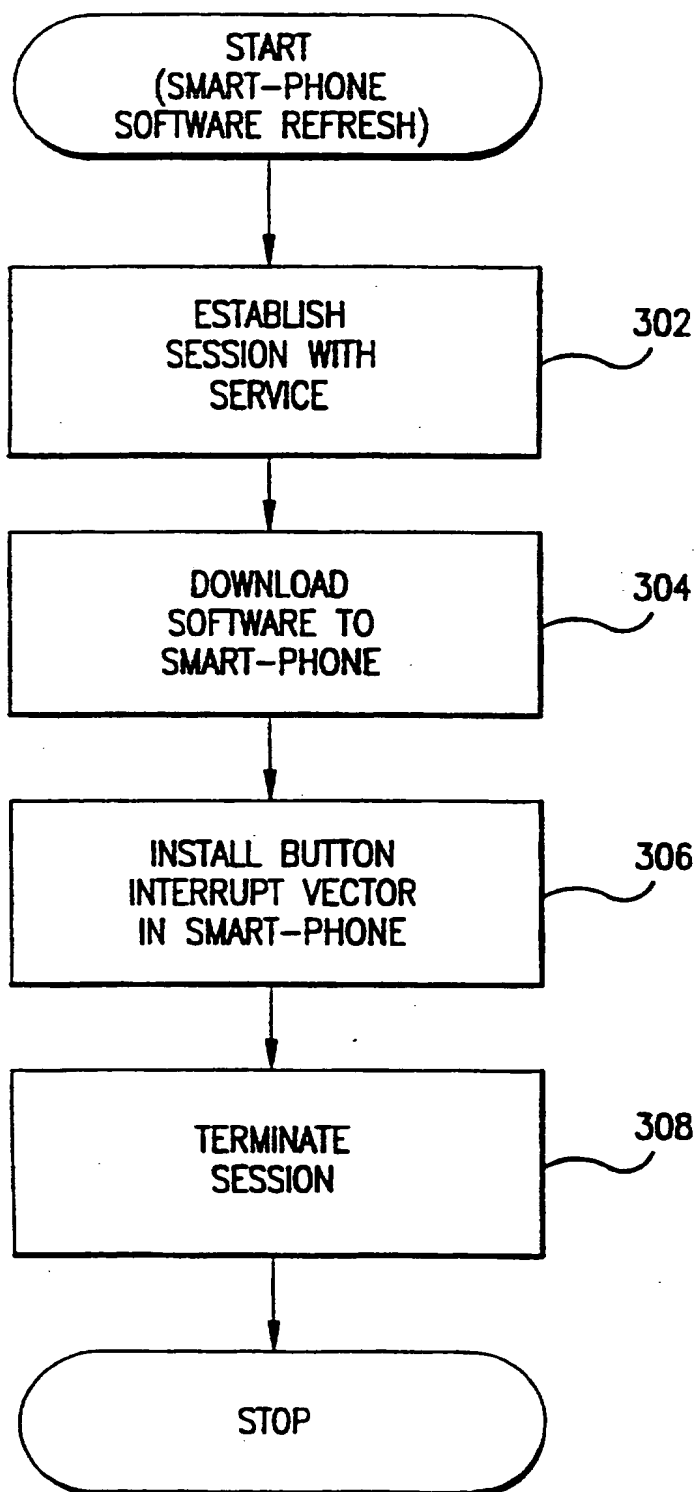 START
(SMART-PHONE
SOFTWARE REFRESH)
ESTABLISH
SESSION WITH
SERVICE
302
DOWNLOAD
SOFTWARE TO
SMART-PHONE
304
INSTALL BUTTON
INTERRUPT VECTOR
IN SMART-PHONE
306
TERMINATE
SESSION
308
STOP